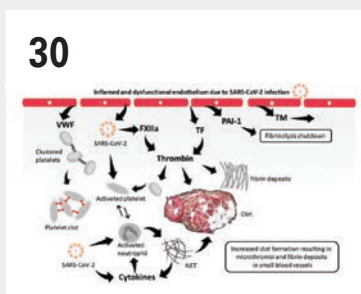 30
Inflamed and dysfunctional endothelium due to SARS-CoV-2 infection
VWF
FXIIa
TF
PAI-1
TM
Fibrinolysis shutdown
SARS-CoV-2
Clustered
platelets
Thrombin
Fibrin deposits
Activated platelet
Clot
Platelet clot
Activated
neutrophil
NET
SARS-CoV-2
Cytokines
Increased clot formation resulting in
microthrombi and fibrin deposits
in small blood vessels